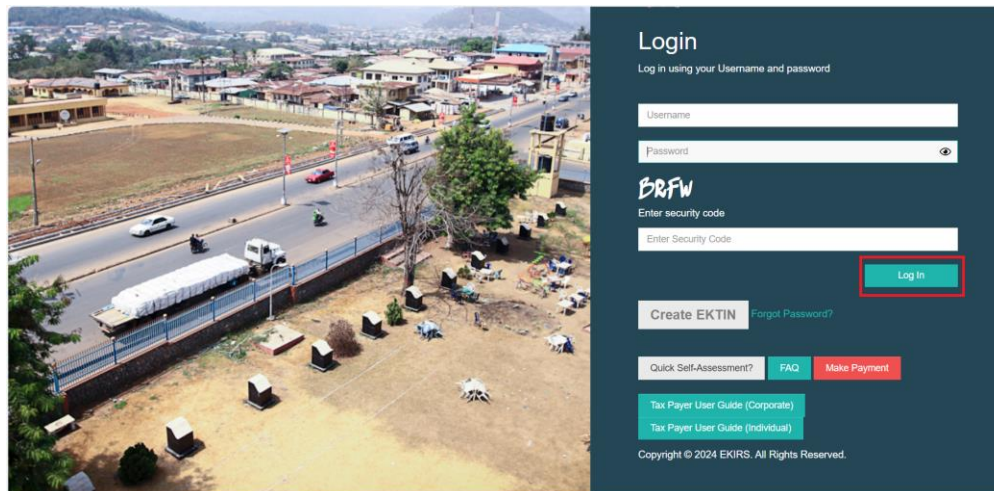 Login
Log in using your Username and password
Username
Password
BRFW
Enter security code
Enter Security Code
Log In
Create EKTIN Forgot Password?
Quick Self-Assessment? FAQ Make Payment
Tax Payer User Guide (Corporate)
Tax Payer User Guide (Individual)
Copyright © 2024 EKIRS. All Rights Reserved.